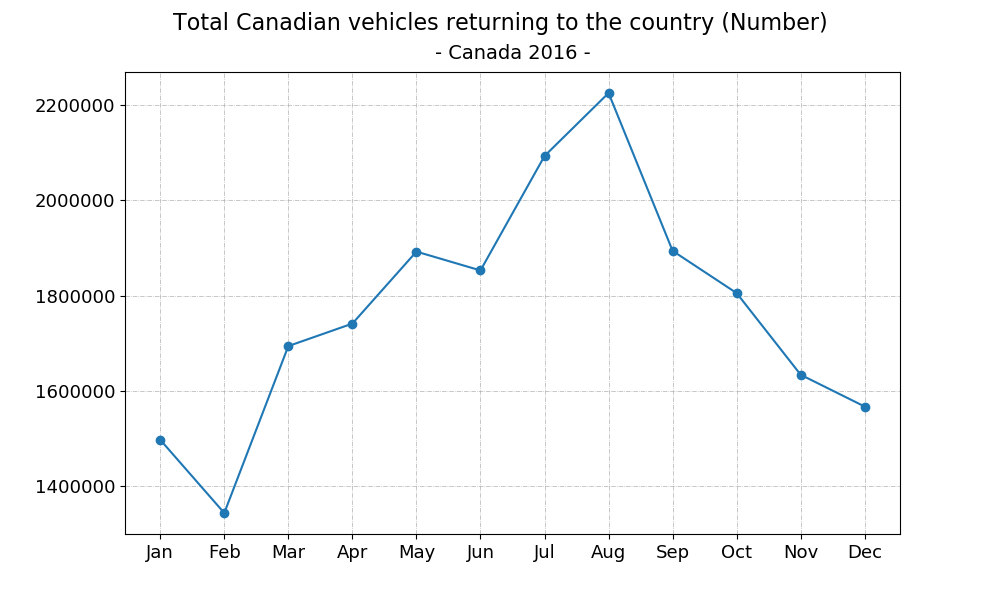 Total Canadian vehicles returning to the country (Number)
- Canada 2016 -
2200000
2000000
1800000
1600000
1400000
Jan Feb Mar Apr May Jun Jul Aug Sep Oct Nov Dec